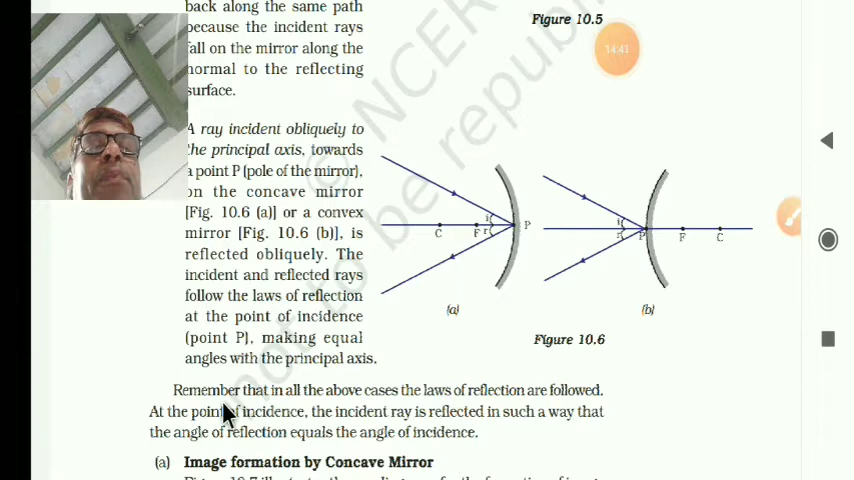 back along the same path
because the incident rays
fall on the mirror along the
normal to the reflecting
surface.
Figure 10.5
14:41
A ray incident obliquely to
the principal axis, towards
a point P (pole of the mirror),
on the concave mirror
[Fig. 10.6 (a)] or a convex
mirror [Fig. 10.6 (b)], is
reflected obliquely. The
incident and reflected rays
follow the laws of reflection
at the point of incidence
(point P), making equal
angles with the principal axis.
C F i r P
(a)
i r P F C
(b)
Figure 10.6
© NCERT
not to be republi
Remember that in all the above cases the laws of reflection are followed.
At the point of incidence, the incident ray is reflected in such a way that
the angle of reflection equals the angle of incidence.
(a) Image formation by Concave Mirror